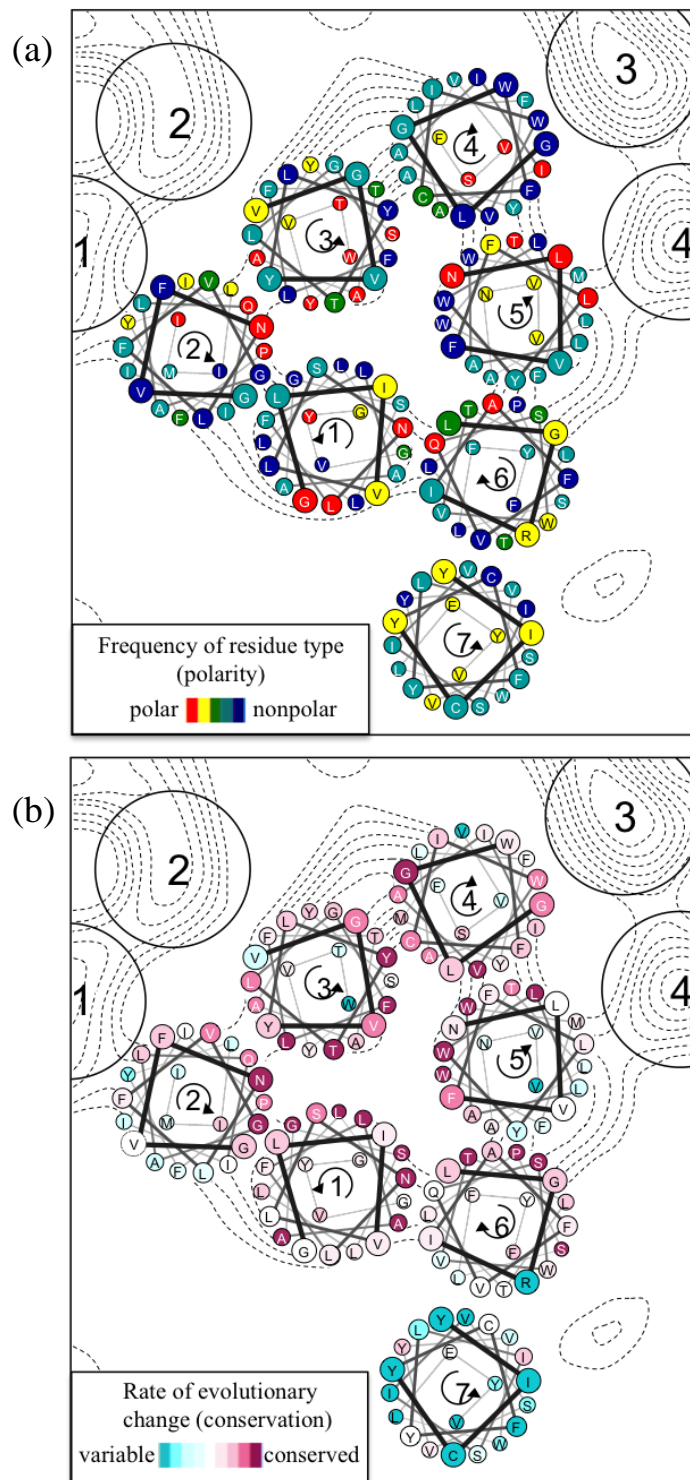 (a)
2
3
1
4
L I V I W F W G I F Y V L A C A A G
F V S
4
F L Y G G T Y S F V A T Y L Y A L V
V T W
3
N W F T L L M L L L V F Y A A F W W
N V V
5
Y L F I V L Q N P G G I L F A V I F
I M I
2
L G S L L I S N G A V L L G A L L F
Y G V
1
Q L T A P S G L F S W R T V L V I L
F Y F
6
Y L Y V C V I I S F W S C V Y L I Y
E Y V
7
Frequency of residue type
(polarity)
polar nonpolar
(b)
2
3
1
4
L I V I W F W G I F Y V L A C M A G
F V S
4
F L Y G G T Y S F V A T Y L Y A L V
V T W
3
N W F T L L M L L L V F Y A A F W W
N V V
5
Y L F I V L Q N P G G I L F A V I F
I M I
2
L G S L L I S N G A V L L G A L L F
Y G V
1
Q L T A P S G L F S W R T V L V I L
F Y F
6
Y L Y V C V I I S F W S C V Y L I Y
E Y V
7
Rate of evolutionary
change (conservation)
variable conserved